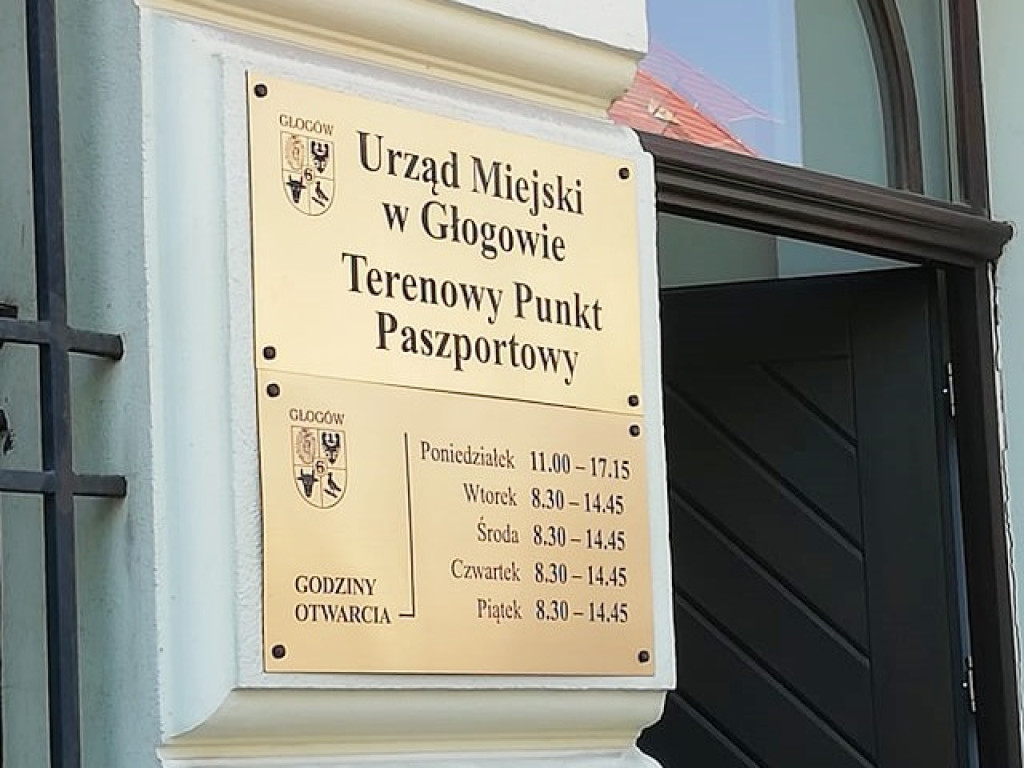 GŁOGÓW
Urząd Miejski
w Głogowie
Terenowy Punkt
Paszportowy
GŁOGÓW
Poniedziałek 11.00 – 17.15
Wtorek 8.30 – 14.45
Środa 8.30 – 14.45
Czwartek 8.30 – 14.45
Piątek 8.30 – 14.45
GODZINY
OTWARCIA